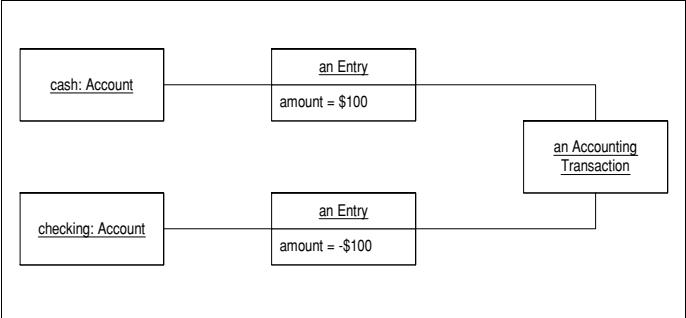 cash: Account
an Entry
amount = $100
an Accounting
Transaction
checking: Account
an Entry
amount = -$100